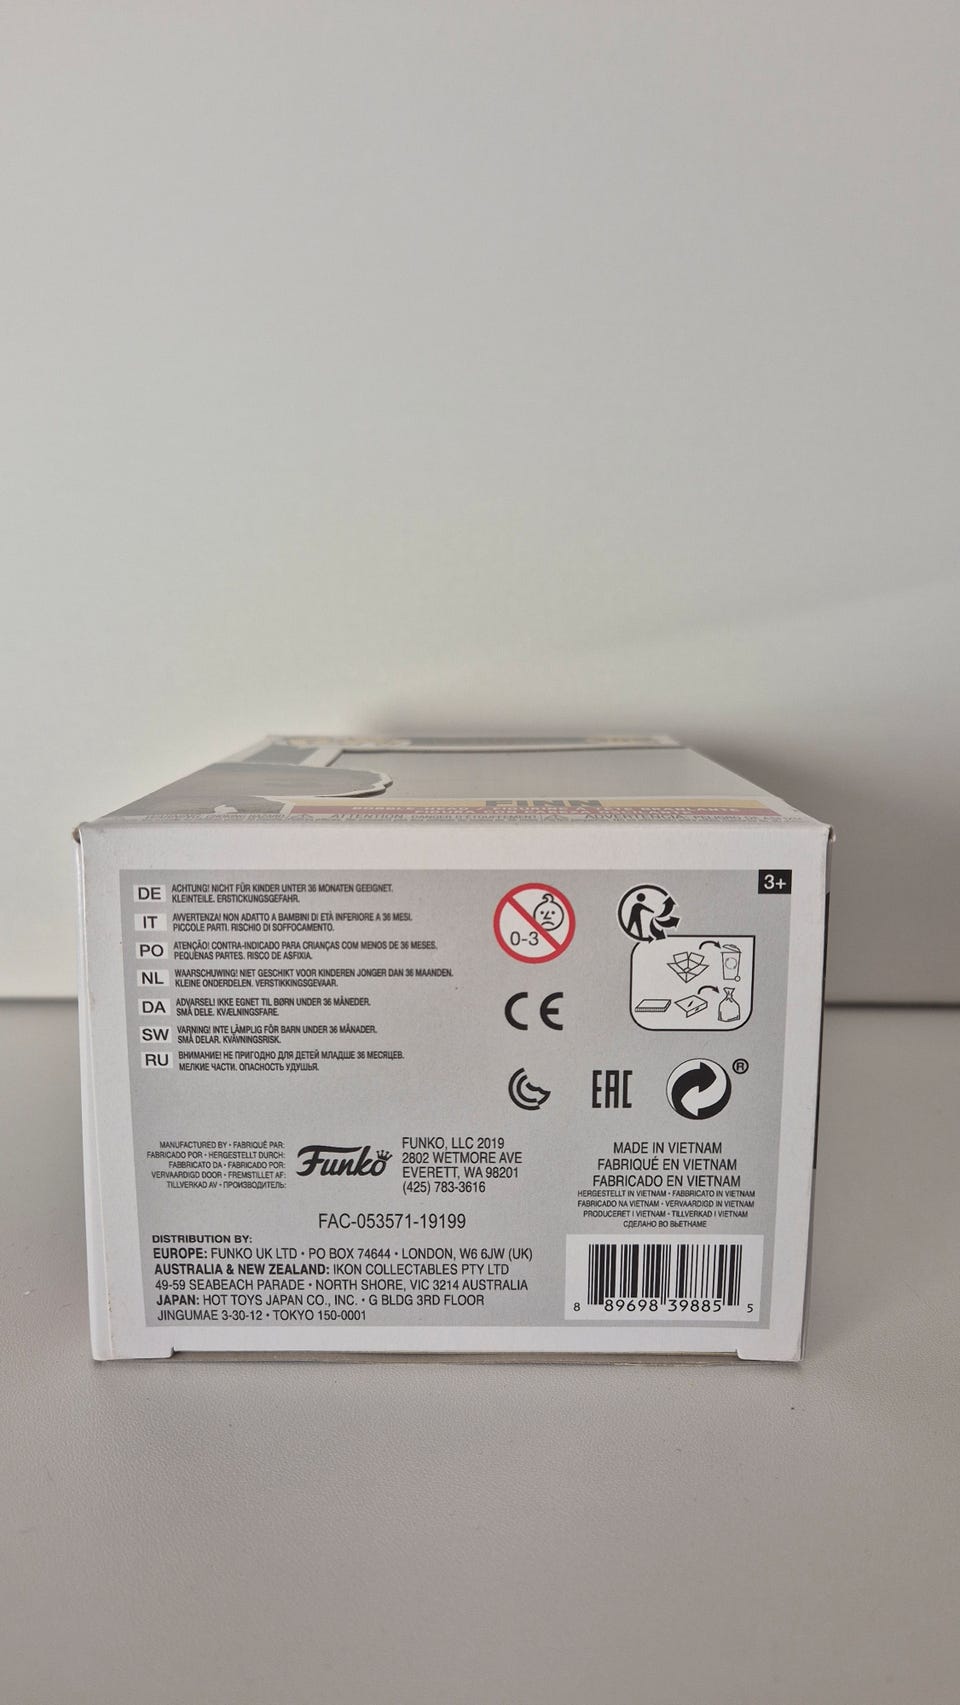 FINN
DE ACHTUNG! NICHT FÜR KINDER UNTER 36 MONATEN GEEIGNET.
KLEINTEILE. ERSTICKUNGSGEFAHR.
IT AVVERTENZA! NON ADATTO A BAMBINI DI ETÀ INFERIORE A 36 MESI.
PICCOLE PARTI. RISCHIO DI SOFFOCAMENTO.
PO ATENÇÃO! CONTRA-INDICADO PARA CRIANÇAS COM MENOS DE 36 MESES.
PEQUENAS PARTES. RISCO DE ASFIXIA.
NL WAARSCHUWING! NIET GESCHIKT VOOR KINDEREN JONGER DAN 36 MAANDEN.
KLEINE ONDERDELEN. VERSTIKKINGSGEVAAR.
DA ADVARSEL! IKKE EGNET TIL BØRN UNDER 36 MÅNEDER.
SMÅ DELE. KVÆLNINGSFARE.
SW VARNING! INTE LÄMPLIG FÖR BARN UNDER 36 MÅNADER.
SMÅ DELAR. KVÄVNINGSRISK.
RU ВНИМАНИЕ! НЕ ПРИГОДНО ДЛЯ ДЕТЕЙ МЛАДШЕ 36 МЕСЯЦЕВ.
МЕЛКИЕ ЧАСТИ. ОПАСНОСТЬ УДУШЬЯ.
0-3
3+
CE
EAC
®
MANUFACTURED BY • FABRIQUÉ PAR:
FABRICADO POR • HERGESTELLT DURCH:
FABBRICATO DA • FABRICADO POR:
VERVAARDIGD DOOR • FREMSTILLET AF:
TILLVERKAD AV • ПРОИЗВОДИТЕЛЬ:
Funko
FUNKO, LLC 2019
2802 WETMORE AVE
EVERETT, WA 98201
(425) 783-3616
FAC-053571-19199
DISTRIBUTION BY:
EUROPE: FUNKO UK LTD • PO BOX 74644 • LONDON, W6 6JW (UK)
AUSTRALIA & NEW ZEALAND: IKON COLLECTABLES PTY LTD
49-59 SEABEACH PARADE • NORTH SHORE, VIC 3214 AUSTRALIA
JAPAN: HOT TOYS JAPAN CO., INC. • G BLDG 3RD FLOOR
JINGUMAE 3-30-12 • TOKYO 150-0001
MADE IN VIETNAM
FABRIQUÉ EN VIETNAM
FABRICADO EN VIETNAM
HERGESTELLT IN VIETNAM • FABBRICATO IN VIETNAM
FABRICADO NA VIETNAM • VERVAARDIGD IN VIETNAM
PRODUCERET I VIETNAM • TILLVERKAD I VIETNAM
СДЕЛАНО ВО ВЬЕТНАМЕ
8 89698 39885 5